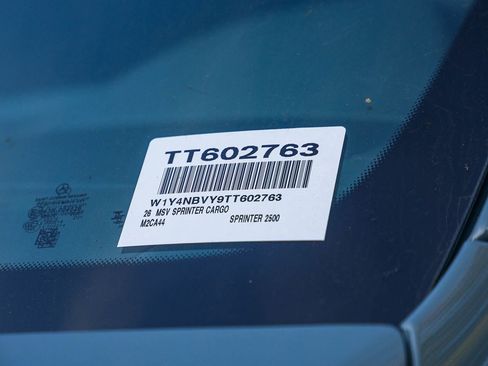 TT602763
W1Y4NBVY9TT602763
26 MSV SPRINTER CARGO
M2CA44 SPRINTER 2500